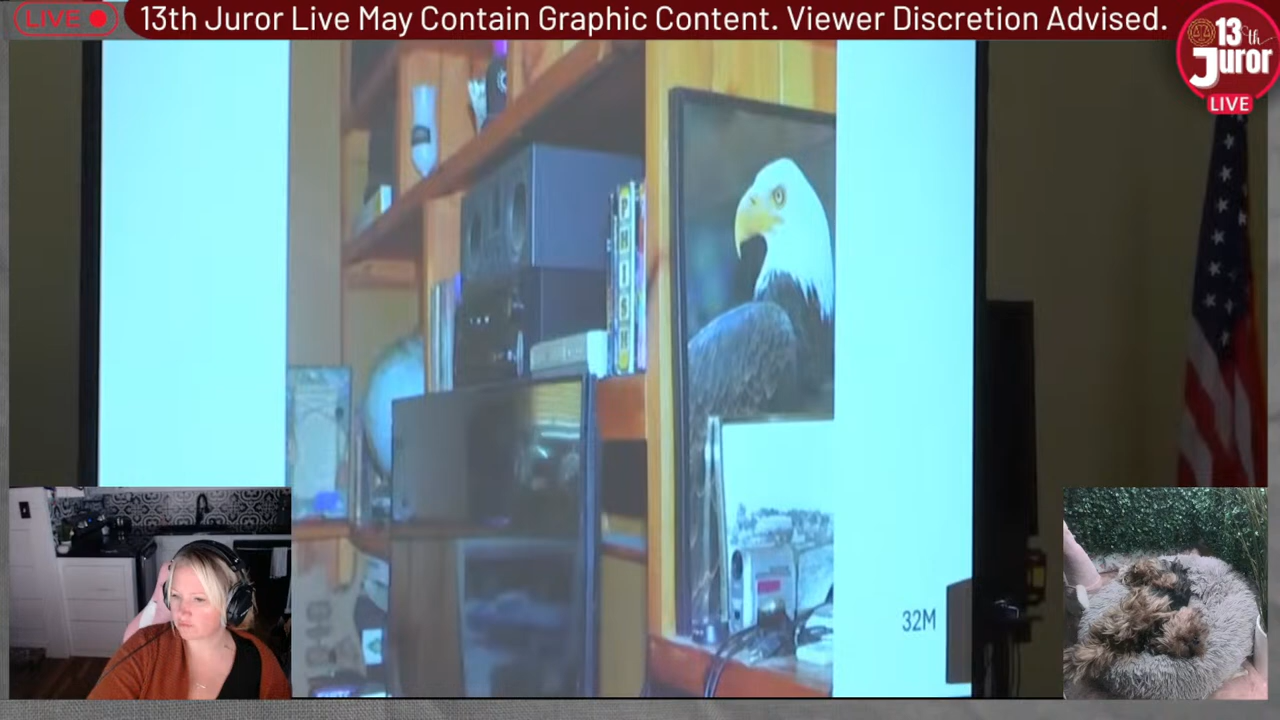 LIVE
13th Juror Live May Contain Graphic Content. Viewer Discretion Advised.
13th
Juror
LIVE
PHISH
32M